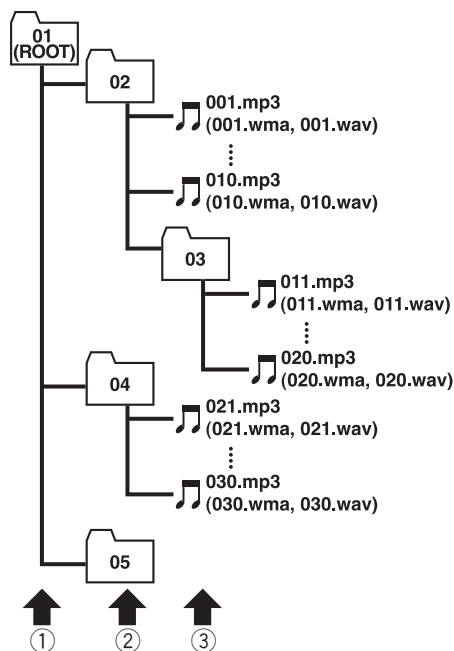 01
(ROOT)
02
001.mp3
(001.wma, 001.wav)
010.mp3
(010.wma, 010.wav)
03
011.mp3
(011.wma, 011.wav)
020.mp3
(020.wma, 020.wav)
04
021.mp3
(021.wma, 021.wav)
030.mp3
(030.wma, 030.wav)
05
① ② ③